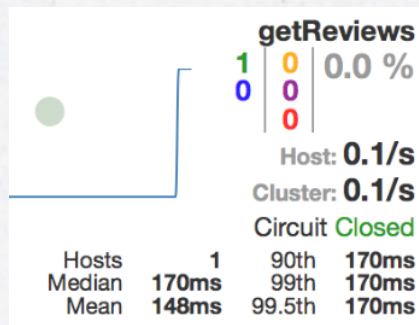 getReviews
1 0 0.0 %
0 0
0
Host: 0.1/s
Cluster: 0.1/s
Circuit Closed
Hosts 1 90th 170ms
Median 170ms 99th 170ms
Mean 148ms 99.5th 170ms